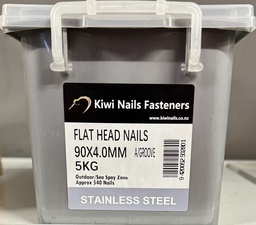 Kiwi Nails Fasteners
www.kiwinails.co.nz
FLAT HEAD NAILS
90X4.0MM A/GROOVE
5KG
Outdoor/Sea Spay Zone
Approx 540 Nails
STAINLESS STEEL